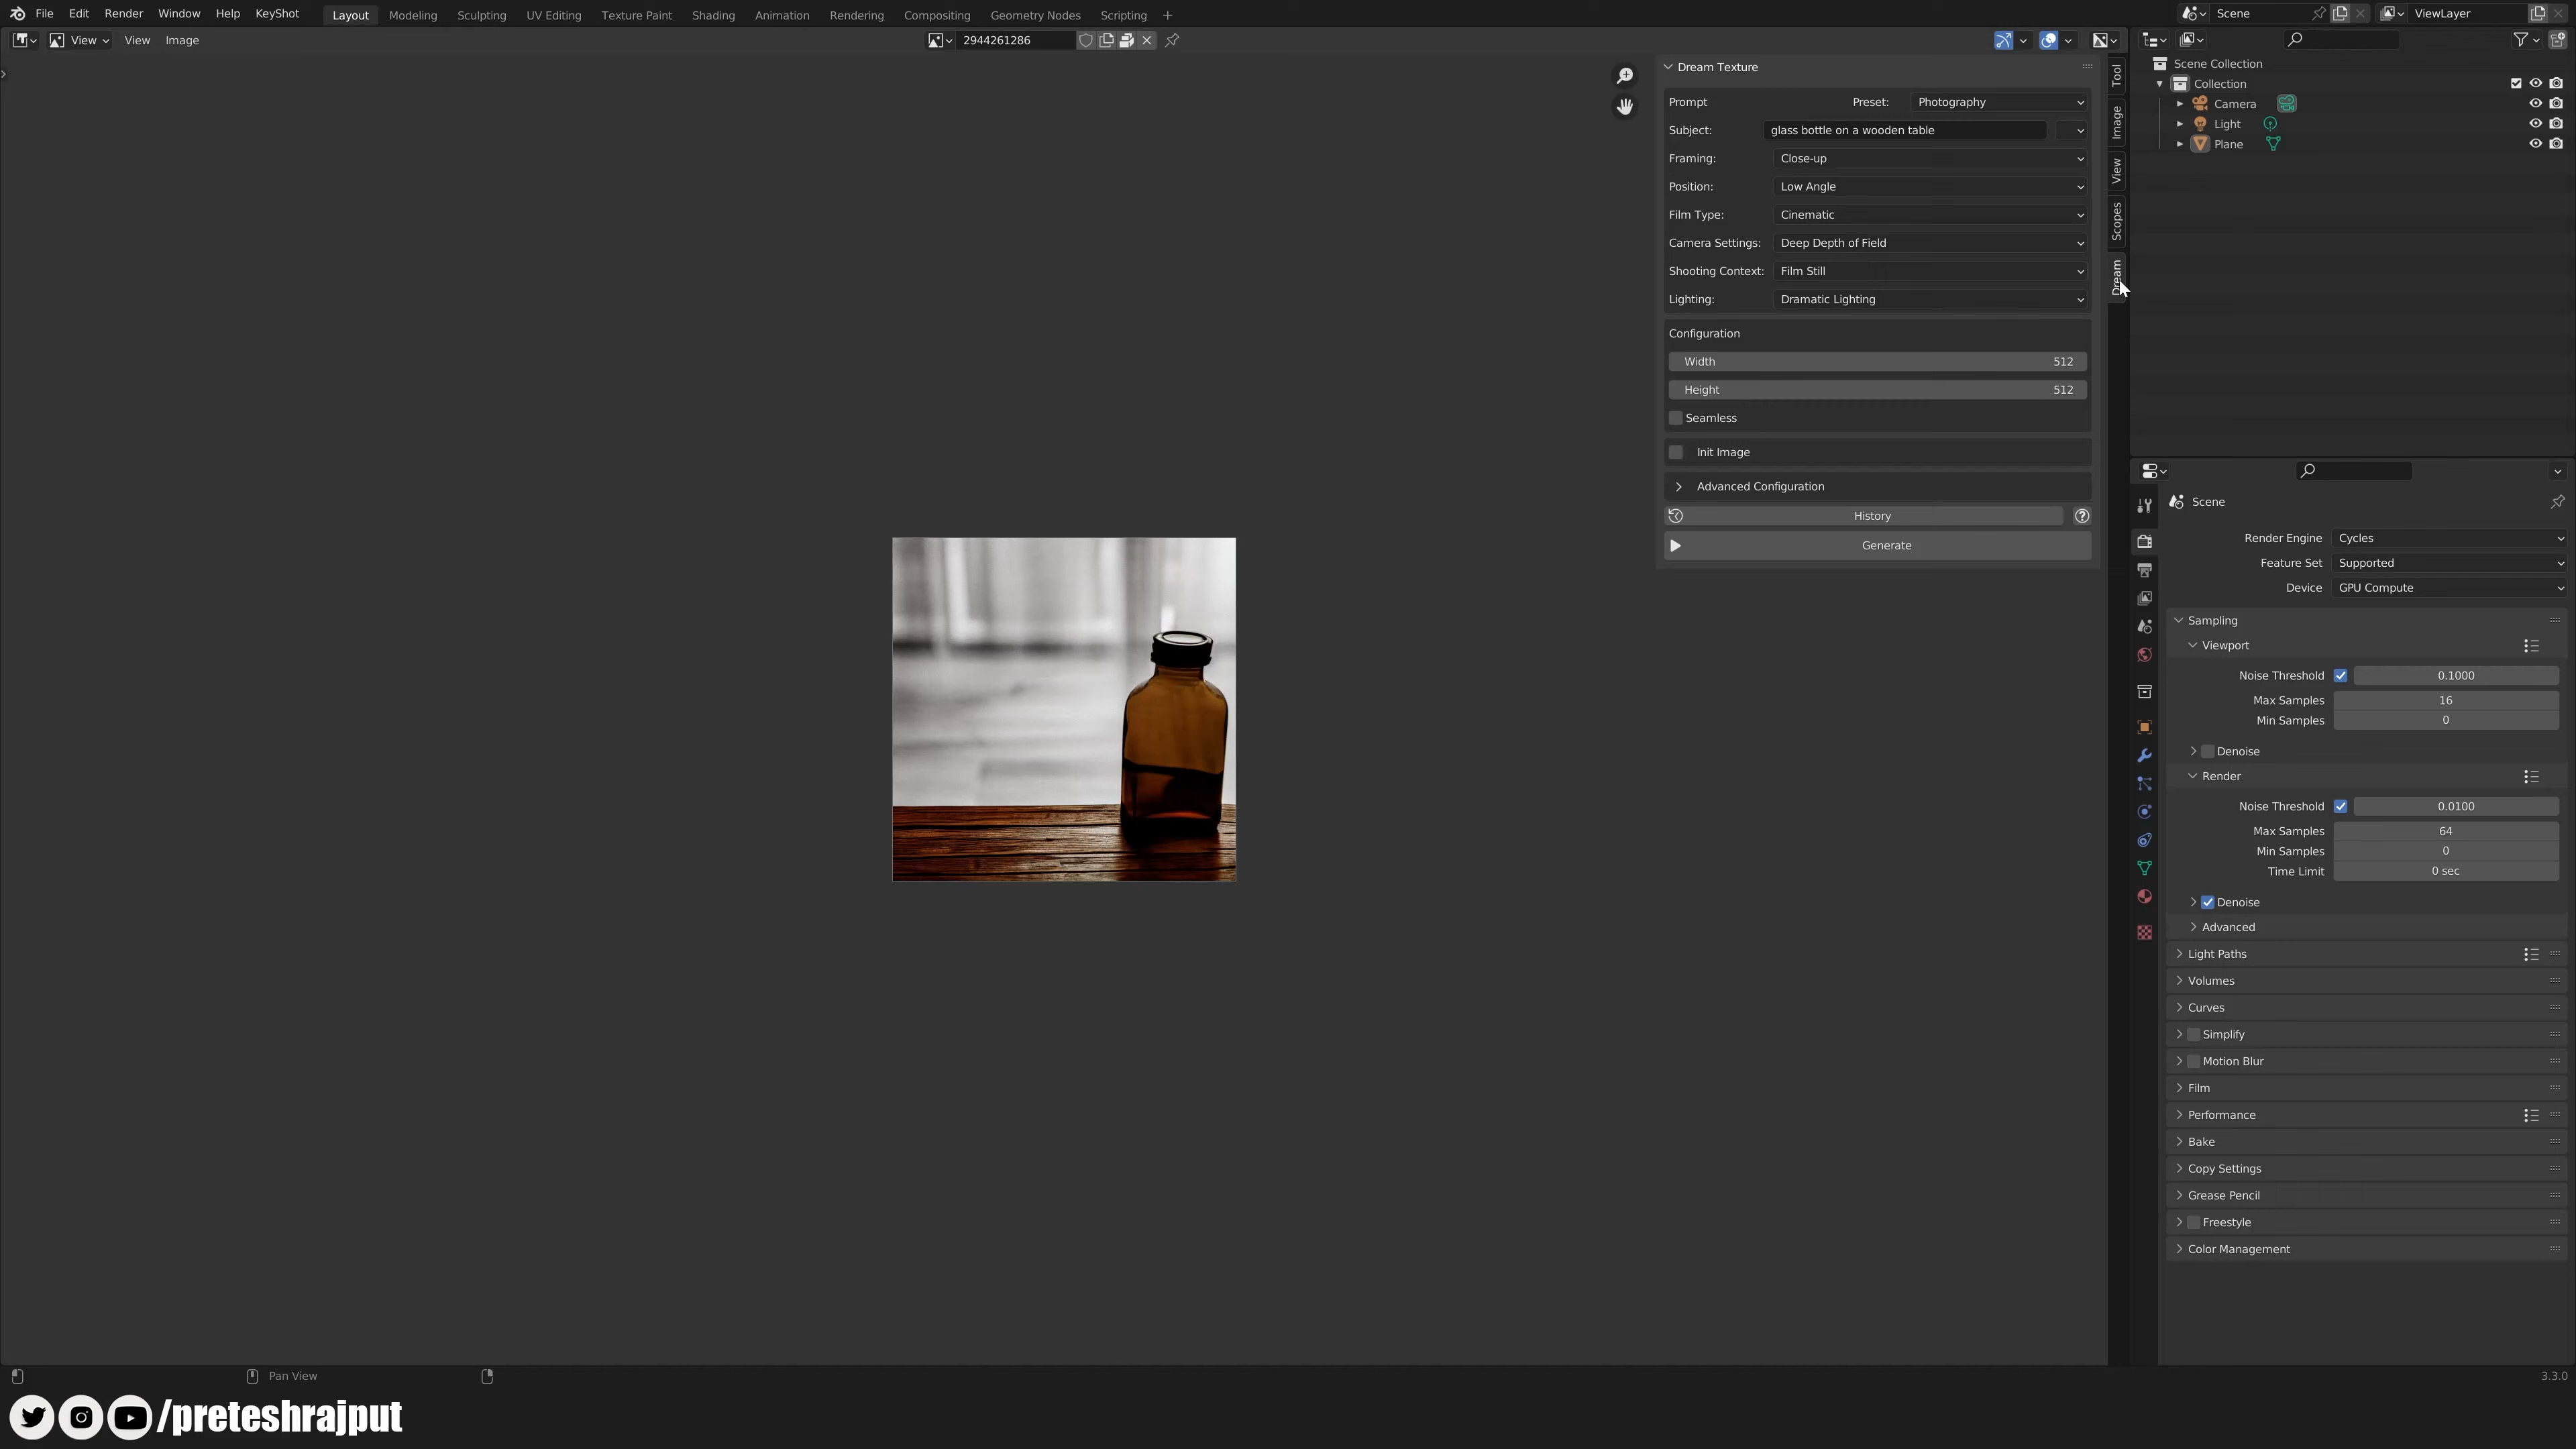 File Edit Render Window Help KeyShot Layout Modeling Sculpting UV Editing Texture Paint Shading Animation Rendering Compositing Geometry Nodes Scripting + Scene ViewLayer
View View Image 2944261286
Dream Texture
Prompt Preset: Photography
Subject: glass bottle on a wooden table
Framing: Close-up
Position: Low Angle
Film Type: Cinematic
Camera Settings: Deep Depth of Field
Shooting Context: Film Still
Lighting: Dramatic Lighting
Configuration
Width 512
Height 512
Seamless
Init Image
Advanced Configuration
History
Generate
Tool
Image
View
Scopes
Dream
Scene Collection
Collection
Camera
Light
Plane
Scene
Render Engine Cycles
Feature Set Supported
Device GPU Compute
Sampling
Viewport
Noise Threshold 0.1000
Max Samples 16
Min Samples 0
Denoise
Render
Noise Threshold 0.0100
Max Samples 64
Min Samples 0
Time Limit 0 sec
Denoise
Advanced
Light Paths
Volumes
Curves
Simplify
Motion Blur
Film
Performance
Bake
Copy Settings
Grease Pencil
Freestyle
Color Management
Pan View 3.3.0
/preteshrajput